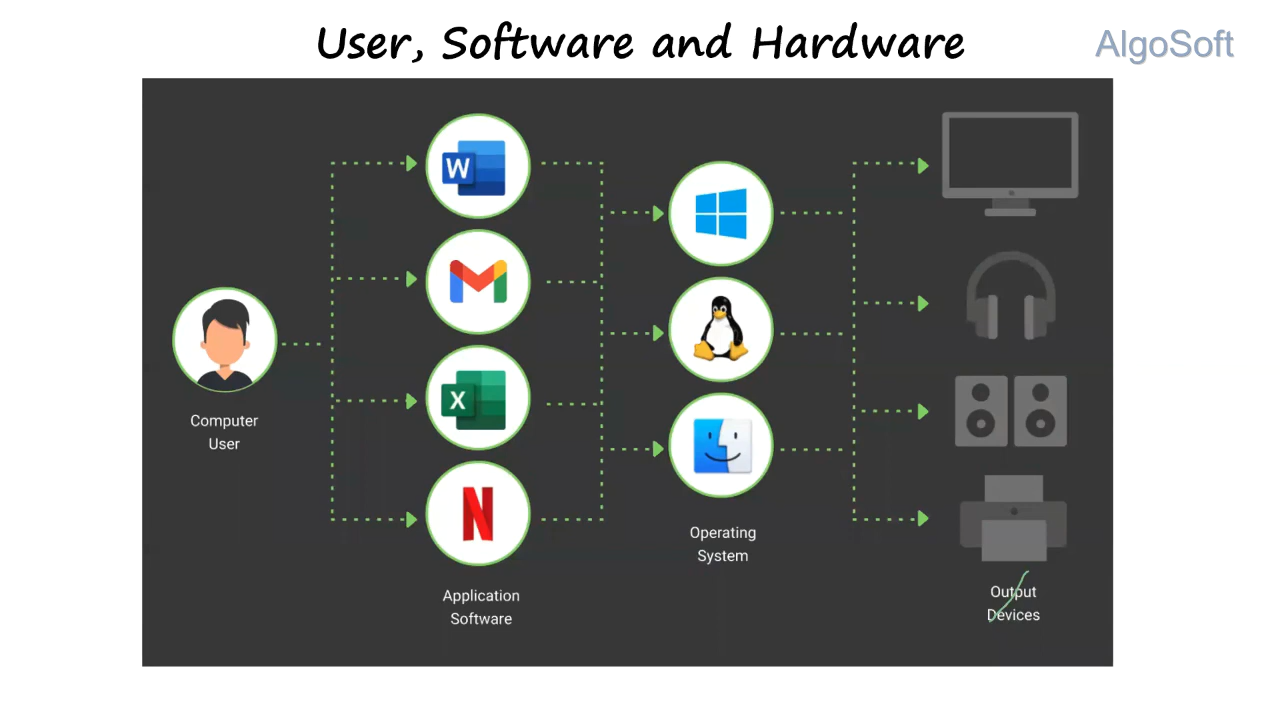 User, Software and Hardware
AlgoSoft
W
X
N
Computer
User
Application
Software
Operating
System
Output
Devices